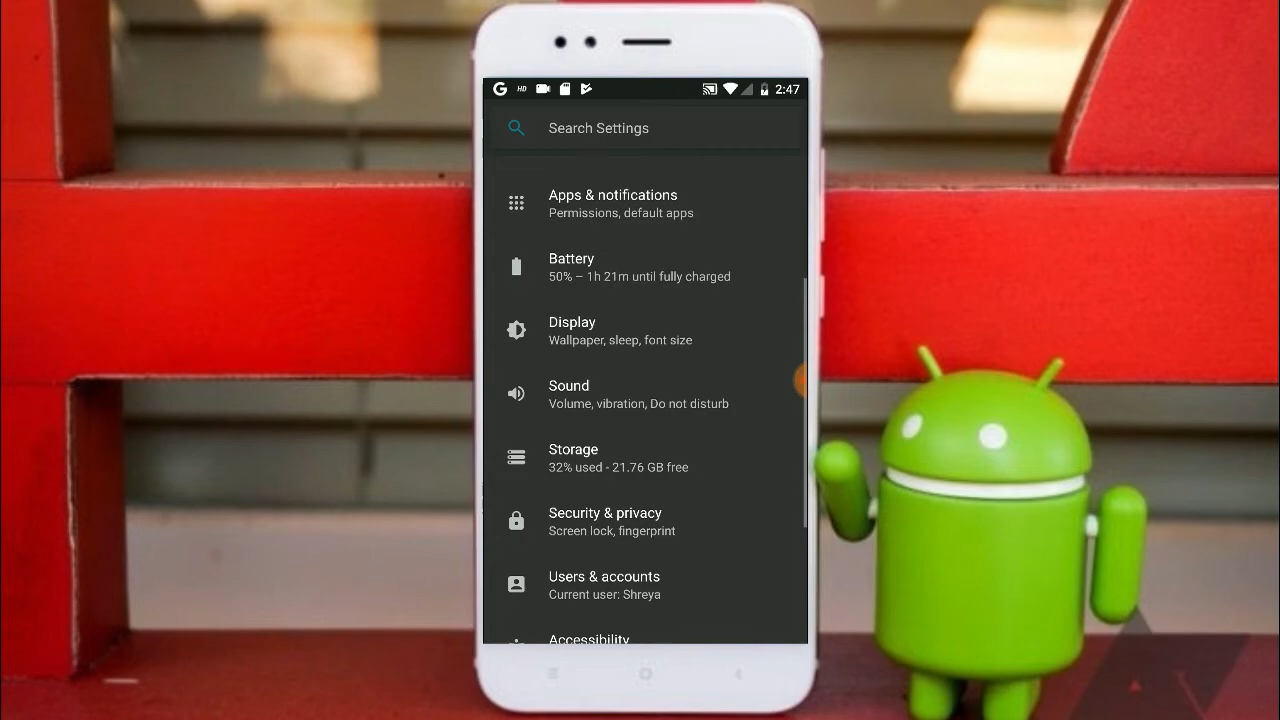 G HD 2:47
Search Settings
Apps & notifications
Permissions, default apps
Battery
50% – 1h 21m until fully charged
Display
Wallpaper, sleep, font size
Sound
Volume, vibration, Do not disturb
Storage
32% used - 21.76 GB free
Security & privacy
Screen lock, fingerprint
Users & accounts
Current user: Shreya
Accessibility